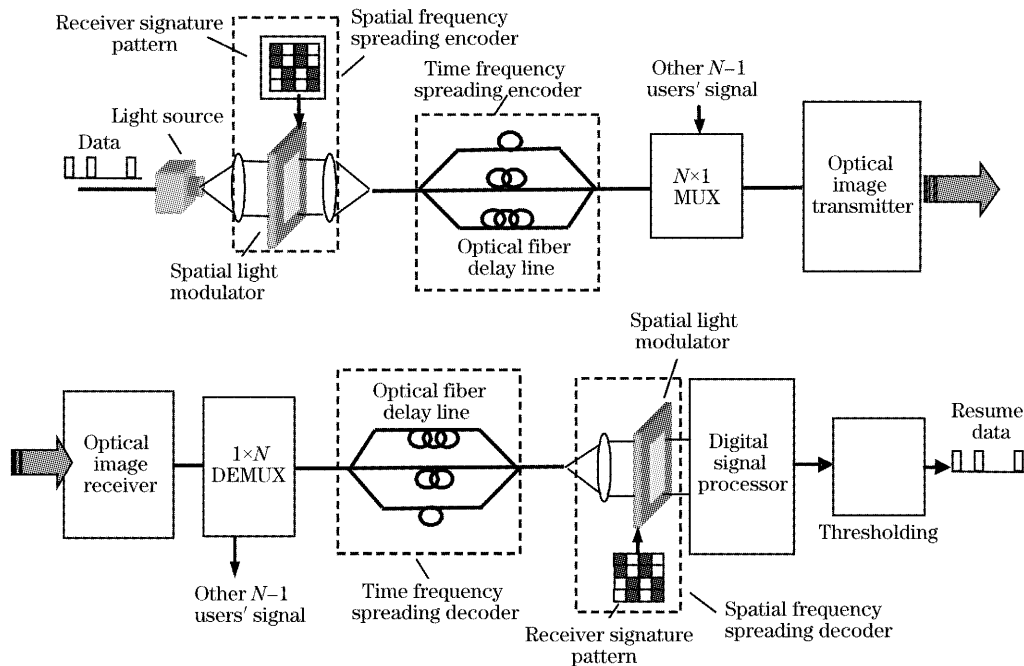 Receiver signature
pattern
Spatial frequency
spreading encoder
Time frequency
spreading encoder
Other N–1
users' signal
Light source
Data
N×1
MUX
Optical
image
transmitter
Optical fiber
delay line
Spatial light
modulator
Spatial light
modulator
Optical fiber
delay line
Optical
image
receiver
1×N
DEMUX
Digital
signal
processor
Resume
data
Thresholding
Other N–1
users' signal
Time frequency
spreading decoder
Receiver signature
pattern
Spatial frequency
spreading decoder